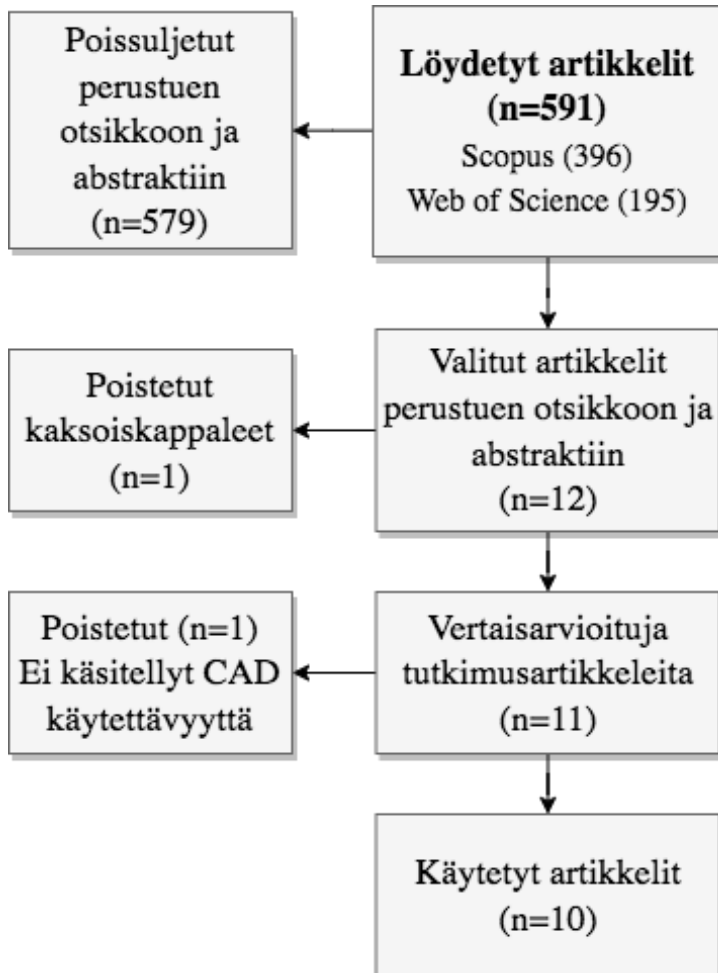 Löydetyt artikkelit
(n=591)
Scopus (396)
Web of Science (195)
Poissuljetut
perustuen
otsikkoon ja
abstraktiin
(n=579)
Valitut artikkelit
perustuen otsikkoon ja
abstraktiin
(n=12)
Poistetut
kaksoiskappaleet
(n=1)
Vertaisarvioituja
tutkimusartikkeleita
(n=11)
Poistetut (n=1)
Ei käsitellyt CAD
käytettävyyttä
Käytetyt artikkelit
(n=10)